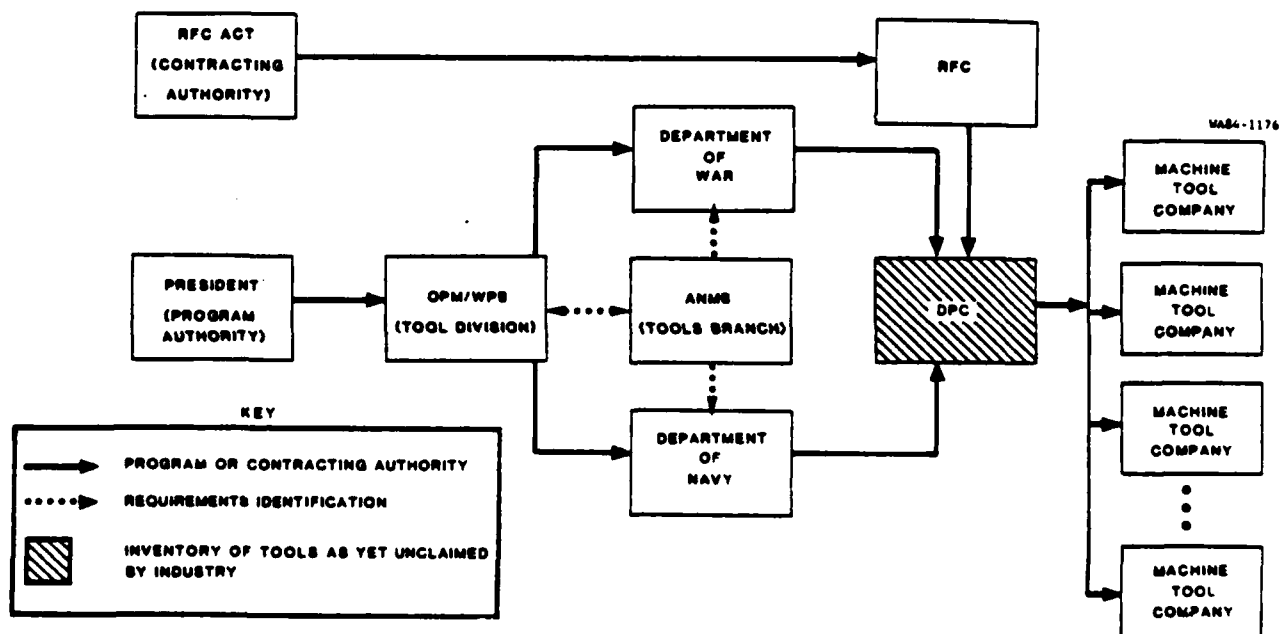 RFC ACT
(CONTRACTING
AUTHORITY)
RFC
WA84-1176
DEPARTMENT
OF
WAR
MACHINE
TOOL
COMPANY
PRESIDENT
(PROGRAM
AUTHORITY)
OPM/WPB
(TOOL DIVISION)
ANMB
(TOOLS BRANCH)
DPC
MACHINE
TOOL
COMPANY
DEPARTMENT
OF
NAVY
MACHINE
TOOL
COMPANY
MACHINE
TOOL
COMPANY
KEY
PROGRAM OR CONTRACTING AUTHORITY
REQUIREMENTS IDENTIFICATION
INVENTORY OF TOOLS AS YET UNCLAIMED
BY INDUSTRY